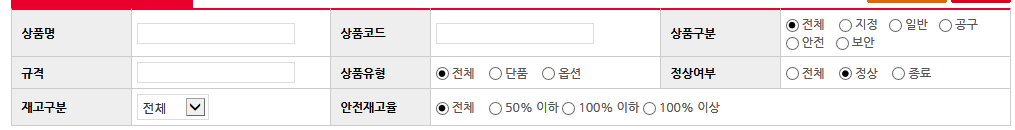 상품명 상품코드 상품구분 전체 지정 일반 공구
안전 보안
규격 상품유형 전체 단품 옵션 정상여부 전체 정상 종료
재고구분 전체 안전재고율 전체 50% 이하 100% 이하 100% 이상